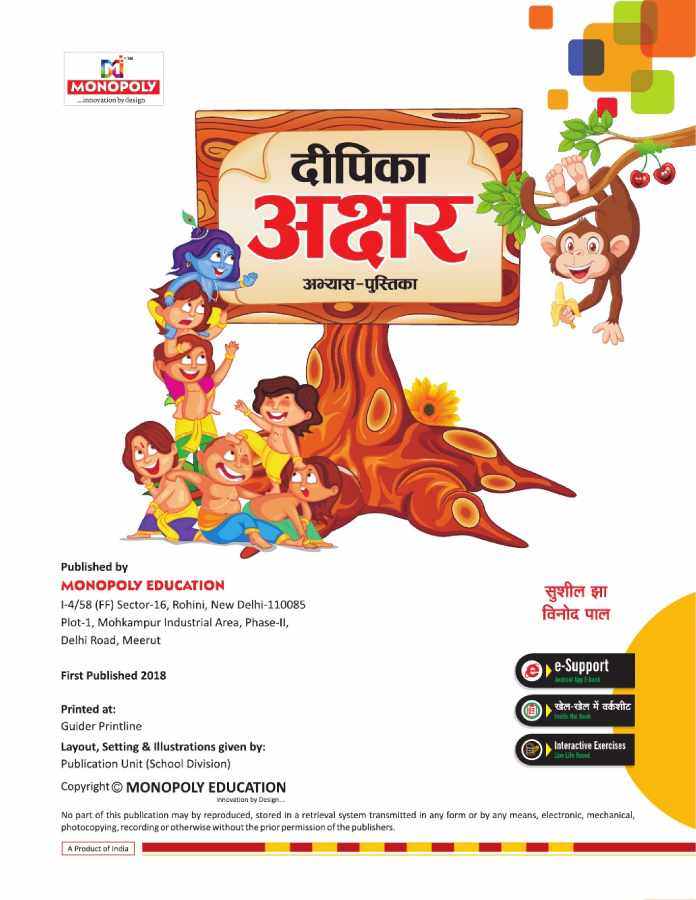 MONOPOLY
...innovation by design
दीपिका
अक्षर
अभ्यास-पुस्तिका
Published by
MONOPOLY EDUCATION
I-4/58 (FF) Sector-16, Rohini, New Delhi-110085
Plot-1, Mohkampur Industrial Area, Phase-II,
Delhi Road, Meerut
First Published 2018
Printed at:
Guider Printline
Layout, Setting & Illustrations given by:
Publication Unit (School Division)
Copyright© MONOPOLY EDUCATION
innovation by Design...
सुशील झा
विनोद पाल
e-Support
Android App E-Book
खेल-खेल में वर्कशीट
Inside the Book
Interactive Exercises
Live Life Based
No part of this publication may by reproduced, stored in a retrieval system transmitted in any form or by any means, electronic, mechanical,
photocopying, recording or otherwise without the prior permission of the publishers.
A Product of India